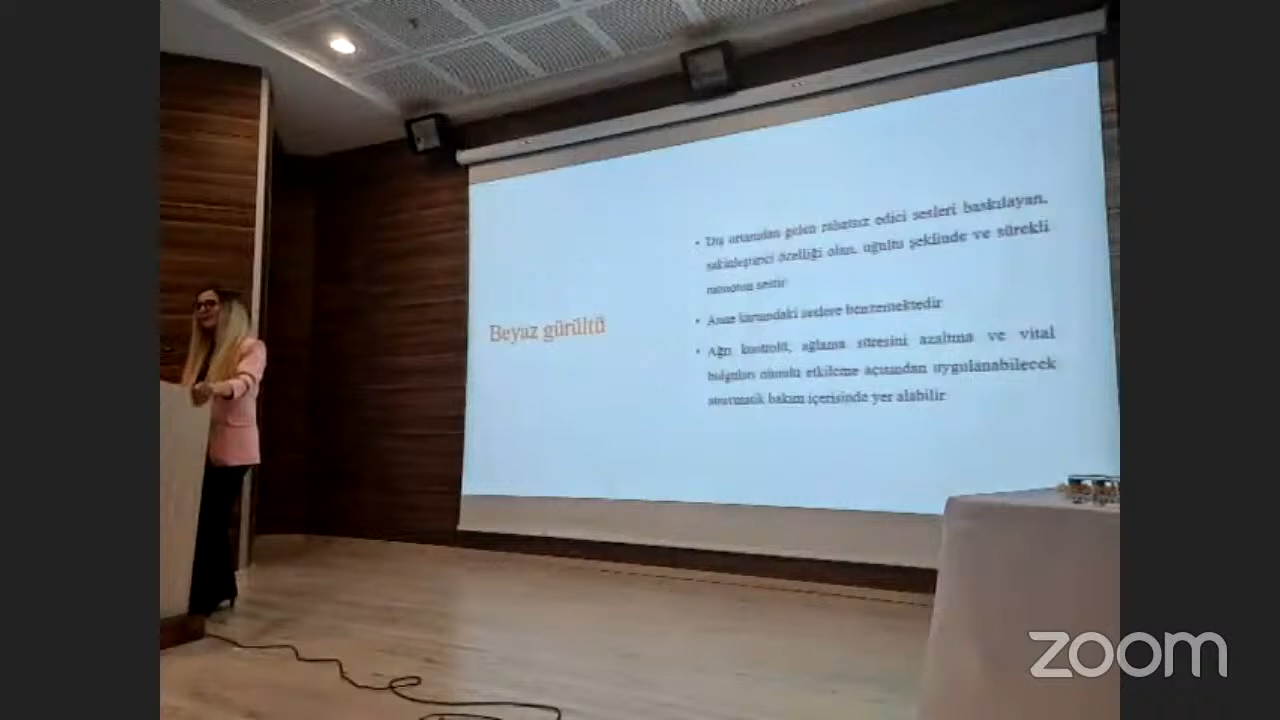 Beyaz gürültü
• Dış ortamdan gelen rahatsız edici sesleri baskılayan,
sakinleştirici özelliği olan, uğultu şeklinde ve sürekli
monoton sestir
• Anne karnındaki seslere benzemektedir
• Ağrı kontrolü, ağlama süresini azaltma ve vital
bulguları olumlu etkileme açısından uygulanabilecek
atravmatik bakım içerisinde yer alabilir
zoom